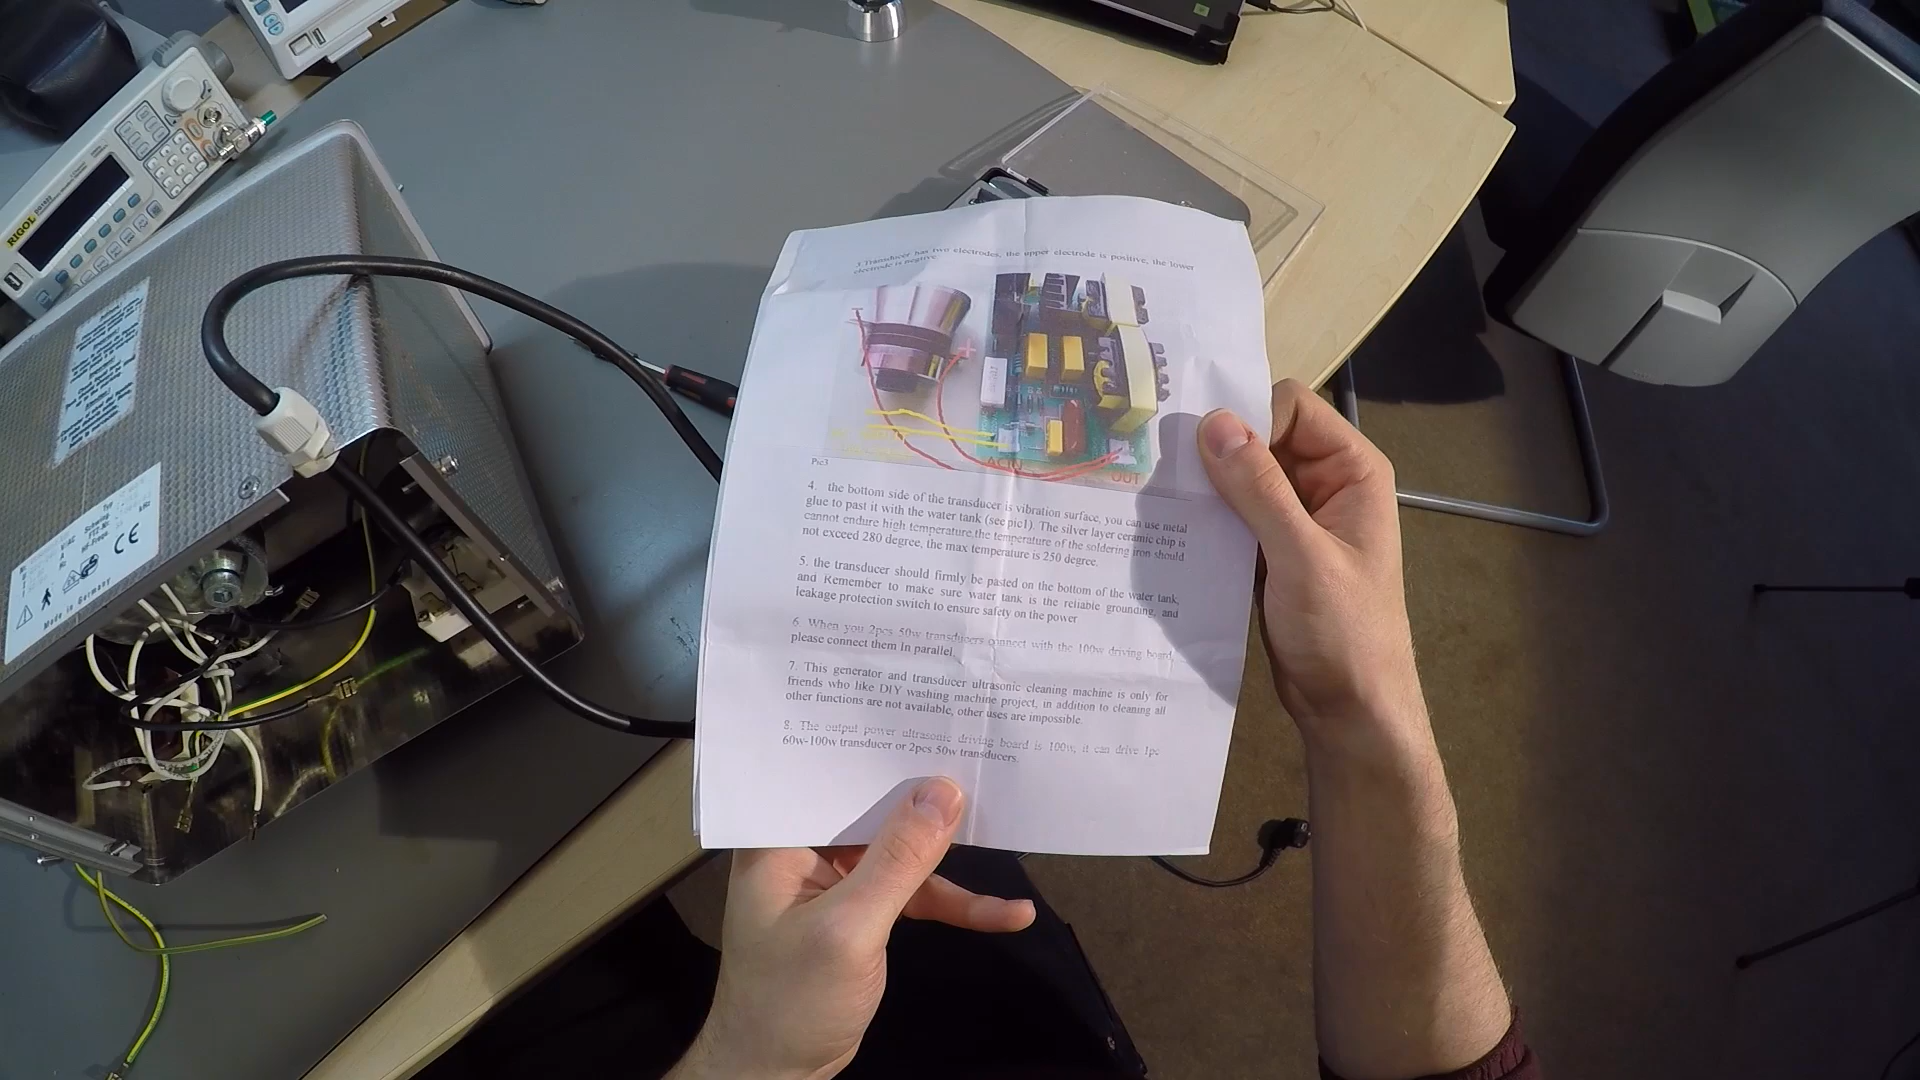 3.Transducer has two electrodes, the upper electrode is positive, the lower
electrode is negative.
ACIN
OUT
Pic3
4. the bottom side of the transducer is vibration surface, you can use metal
glue to past it with the water tank (see pic1). The silver layer ceramic chip is
cannot endure high temperature,the temperature of the soldering iron should
not exceed 280 degree, the max temperature is 250 degree.
5. the transducer should firmly be pasted on the bottom of the water tank,
and Remember to make sure water tank is the reliable grounding, and
leakage protection switch to ensure safety on the power
6. When you 2pcs 50w transducers connect with the 100w driving board,
please connect them In parallel,
7. This generator and transducer ultrasonic cleaning machine is only for
friends who like DIY washing machine project, in addition to cleaning all
other functions are not available, other uses are impossible.
8. The output power ultrasonic driving board is 100w, it can drive 1pc
60w-100w transducer or 2pcs 50w transducers.
RIGOL
Typ
CE
Made in Germany